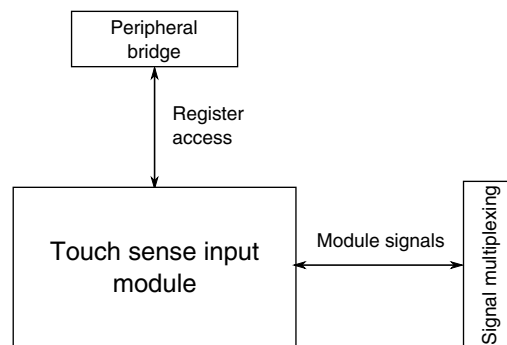 Peripheral
bridge
Register
access
Touch sense input
module
Module signals
Signal multiplexing